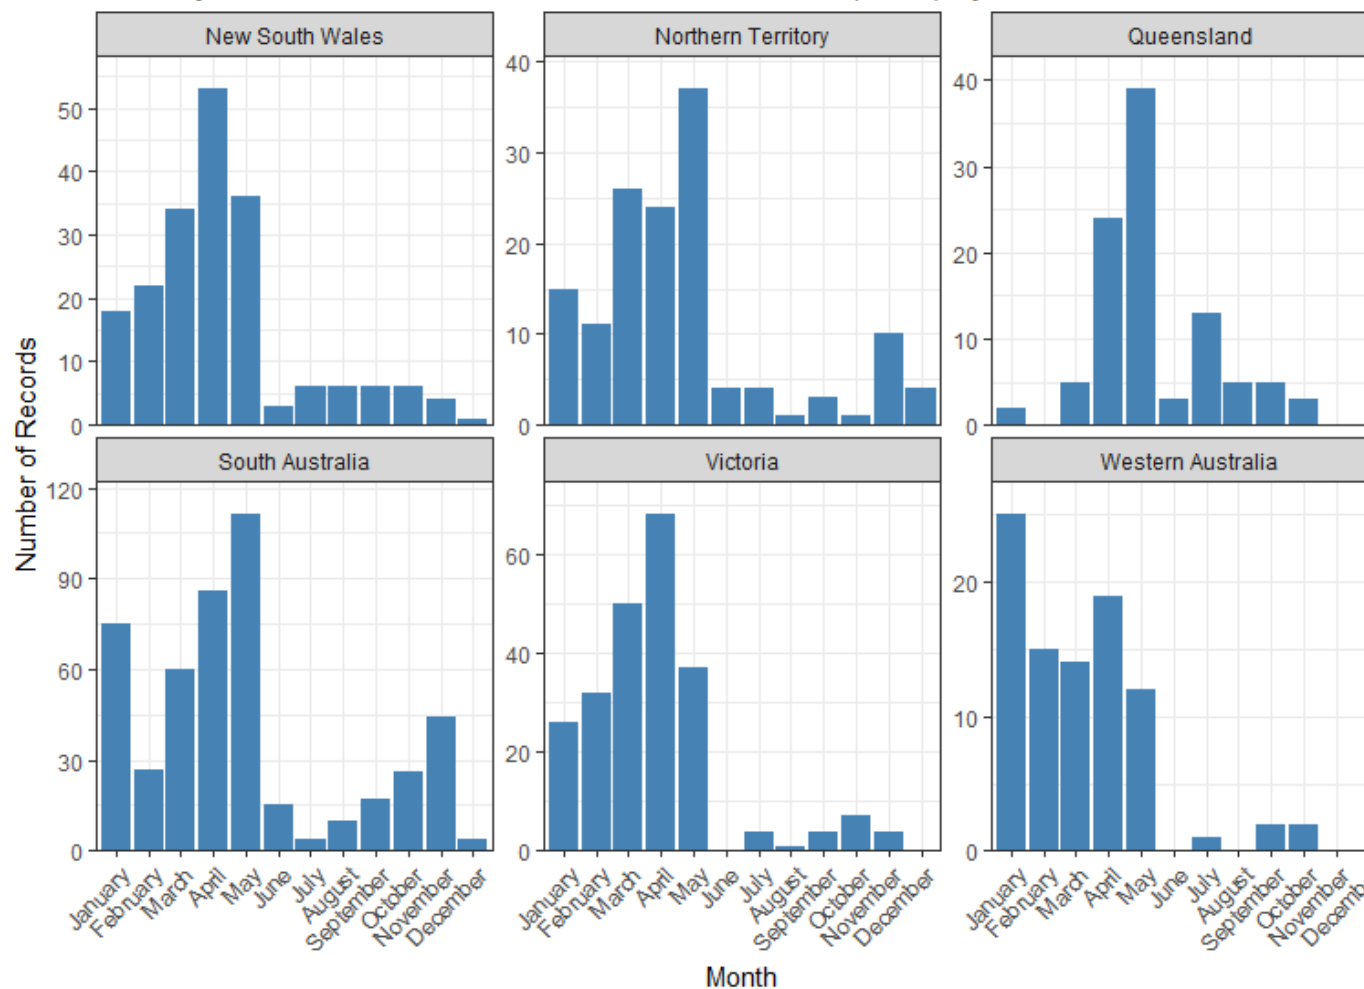 New South Wales
Northern Territory
Queensland
50
40
30
20
10
0
40
30
20
10
0
40
30
20
10
0
Number of Records
South Australia
Victoria
Western Australia
120
90
60
30
0
60
40
20
0
20
10
0
January
February
March
April
May
June
July
August
September
October
November
December
January
February
March
April
May
June
July
August
September
October
November
December
January
February
March
April
May
June
July
August
September
October
November
Decemb
Month